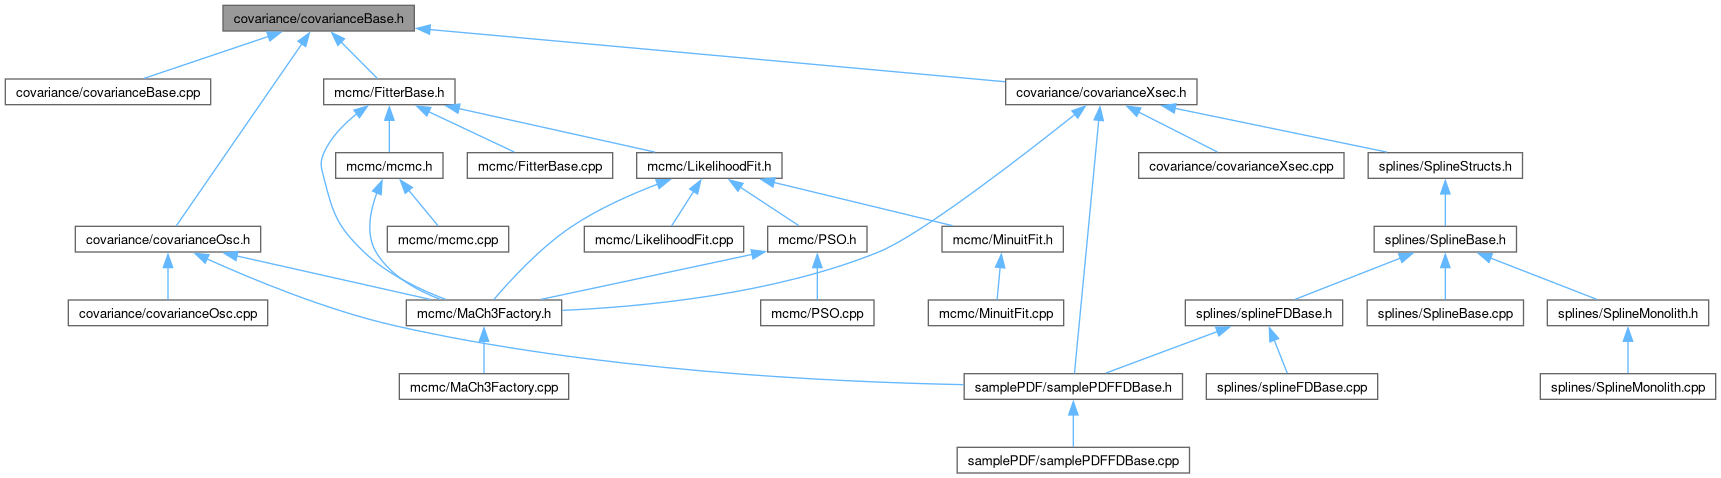 covariance/covarianceBase.h
covariance/covarianceBase.cpp
mcmc/FitterBase.h
covariance/covarianceXsec.h
mcmc/mcmc.h
mcmc/FitterBase.cpp
mcmc/LikelihoodFit.h
covariance/covarianceXsec.cpp
splines/SplineStructs.h
covariance/covarianceOsc.h
mcmc/mcmc.cpp
mcmc/LikelihoodFit.cpp
mcmc/PSO.h
mcmc/MinuitFit.h
splines/SplineBase.h
covariance/covarianceOsc.cpp
mcmc/MaCh3Factory.h
mcmc/PSO.cpp
mcmc/MinuitFit.cpp
splines/splineFDBase.h
splines/SplineBase.cpp
splines/SplineMonolith.h
mcmc/MaCh3Factory.cpp
samplePDF/samplePDFFDBase.h
splines/splineFDBase.cpp
splines/SplineMonolith.cpp
samplePDF/samplePDFFDBase.cpp